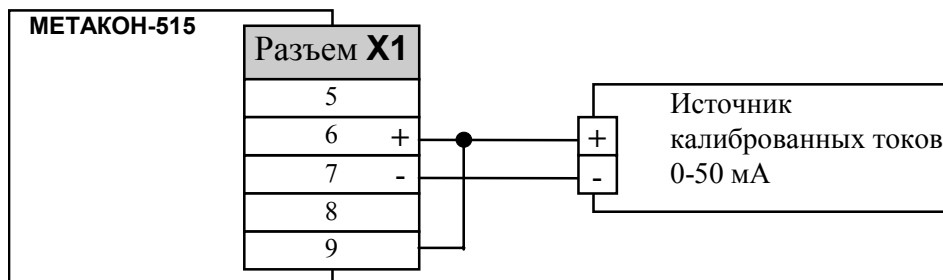 МЕТАКОН-515
Разъем X1
5
6 +
7 -
8
9
+
-
Источник
калиброванных токов
0-50 мА